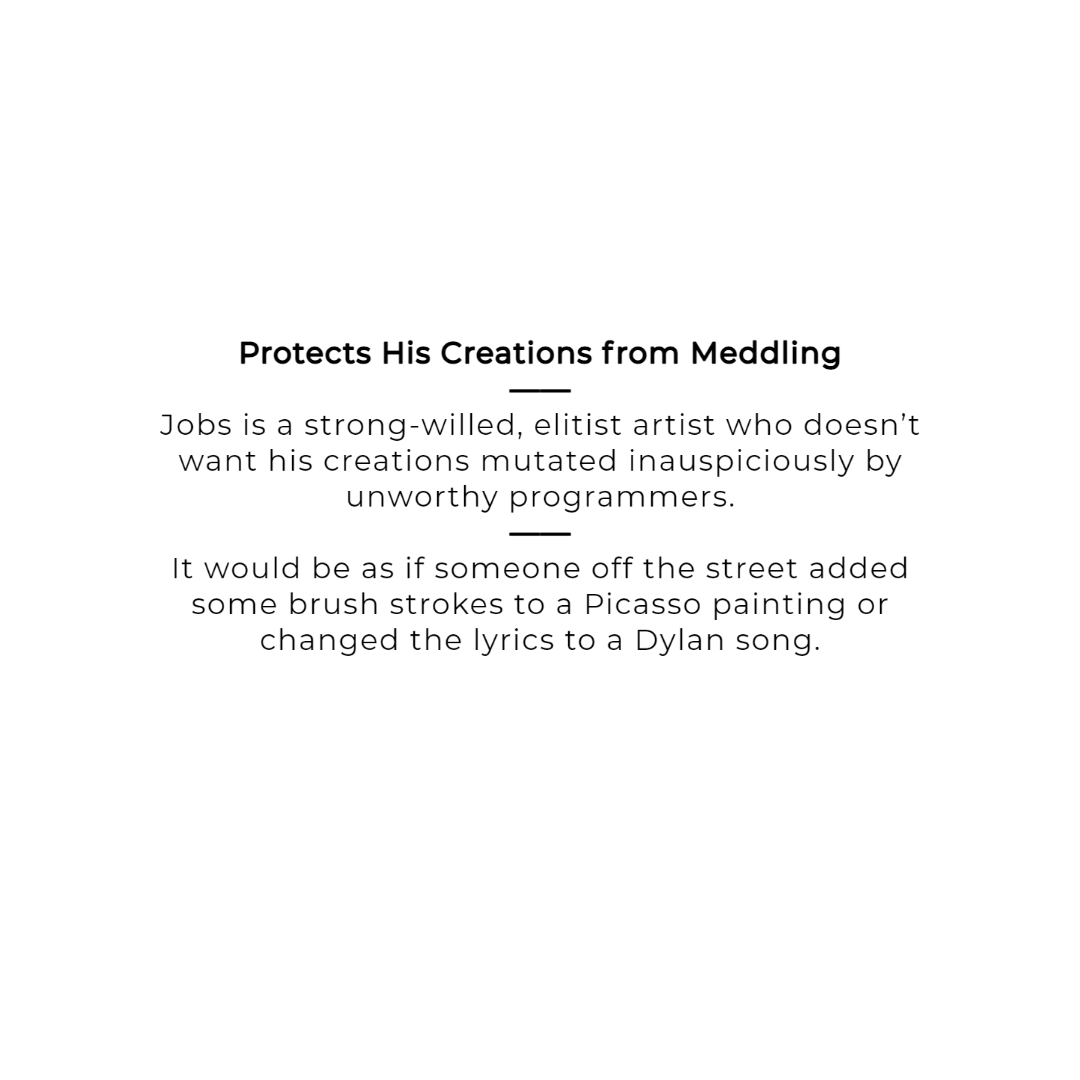 Protects His Creations from Meddling
Jobs is a strong-willed, elitist artist who doesn’t
want his creations mutated inauspiciously by
unworthy programmers.
It would be as if someone off the street added
some brush strokes to a Picasso painting or
changed the lyrics to a Dylan song.